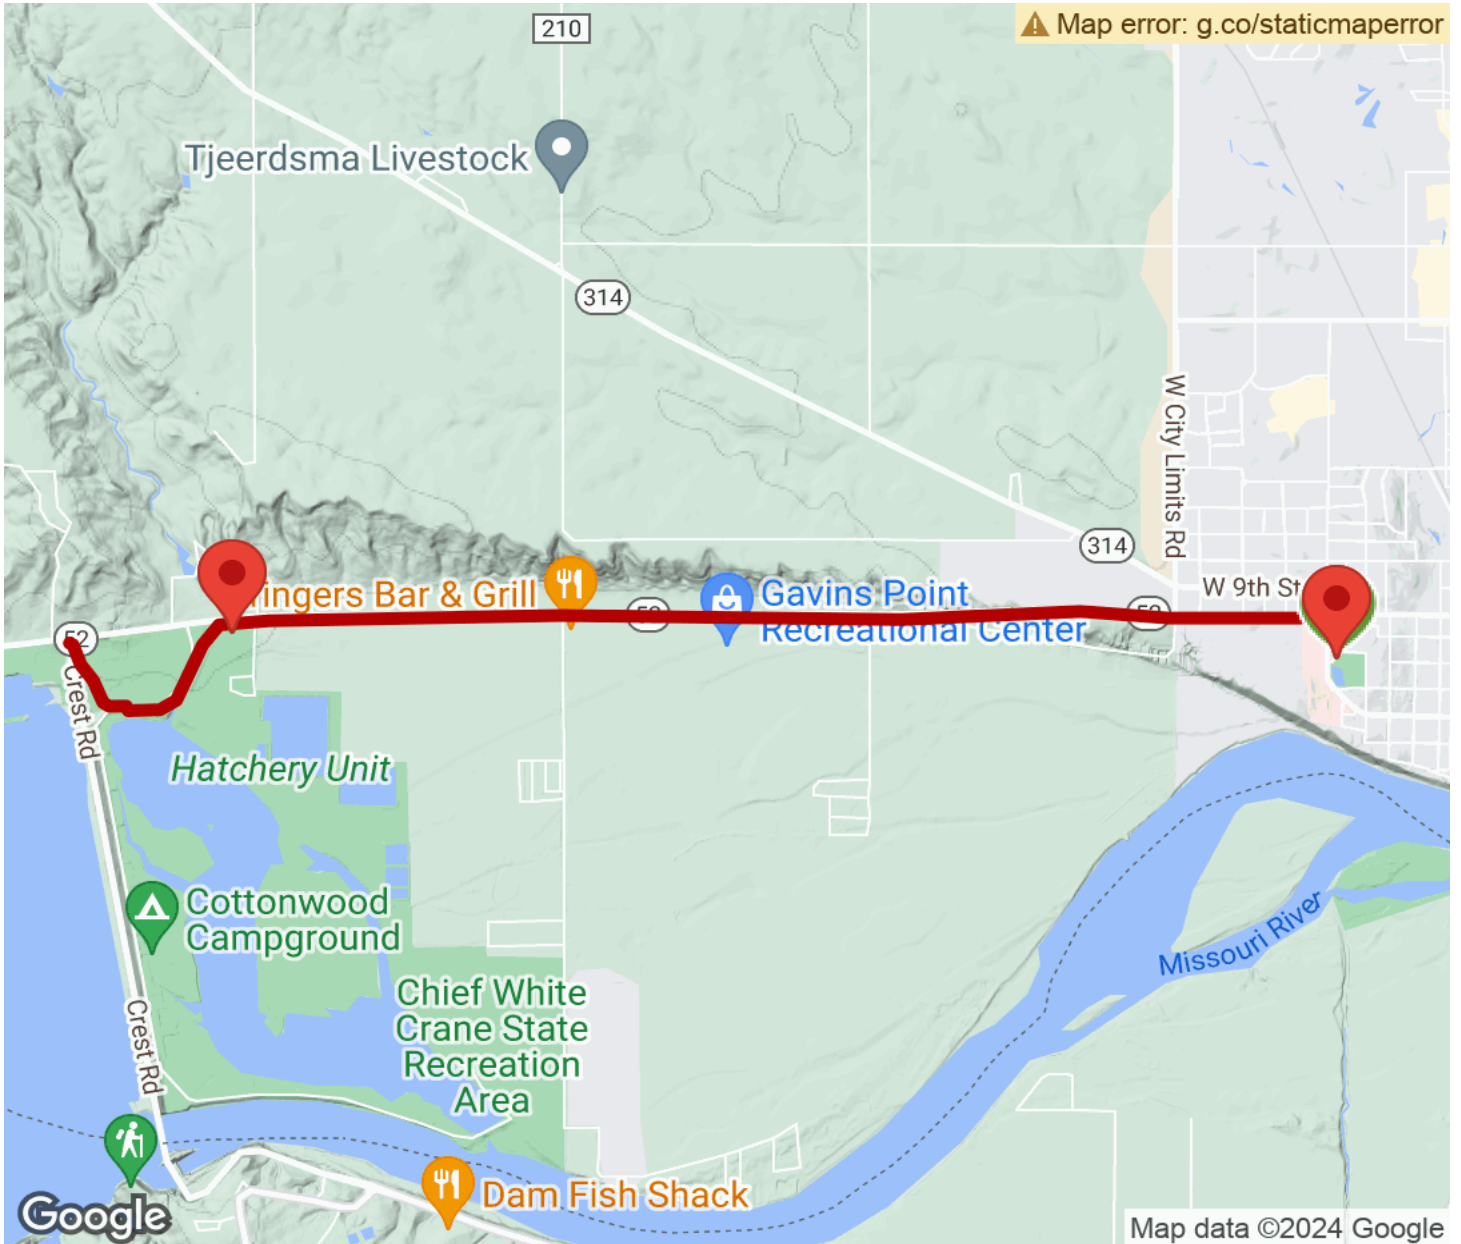 210
Map error: g.co/staticmaperror
Tjeerdsma Livestock
314
W City Limits Rd
314
W 9th St
ingers Bar & Grill
52
Gavins Point
Recreational Center
52
Crest Rd
Hatchery Unit
Cottonwood
Campground
Missouri River
Chief White
Crane State
Recreation
Area
Crest Rd
Dam Fish Shack
Google
Map data ©2024 Google